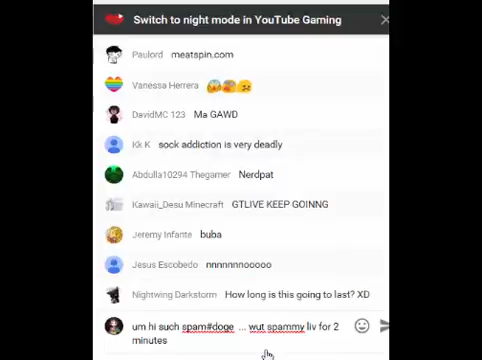 Switch to night mode in YouTube Gaming
Paulord meatspin.com
Vanessa Herrera
DavidMC 123 Ma GAWD
Kk K sock addiction is very deadly
Abdulla10294 Thegamer Nerdpat
Kawaii_Desu Minecraft GTLIVE KEEP GOINNG
Jeremy Infante buba
Jesus Escobedo nnnnnnnooooo
Nightwing Darkstorm How long is this going to last? XD
um hi such spam#doge ... wut spammy liv for 2
minutes